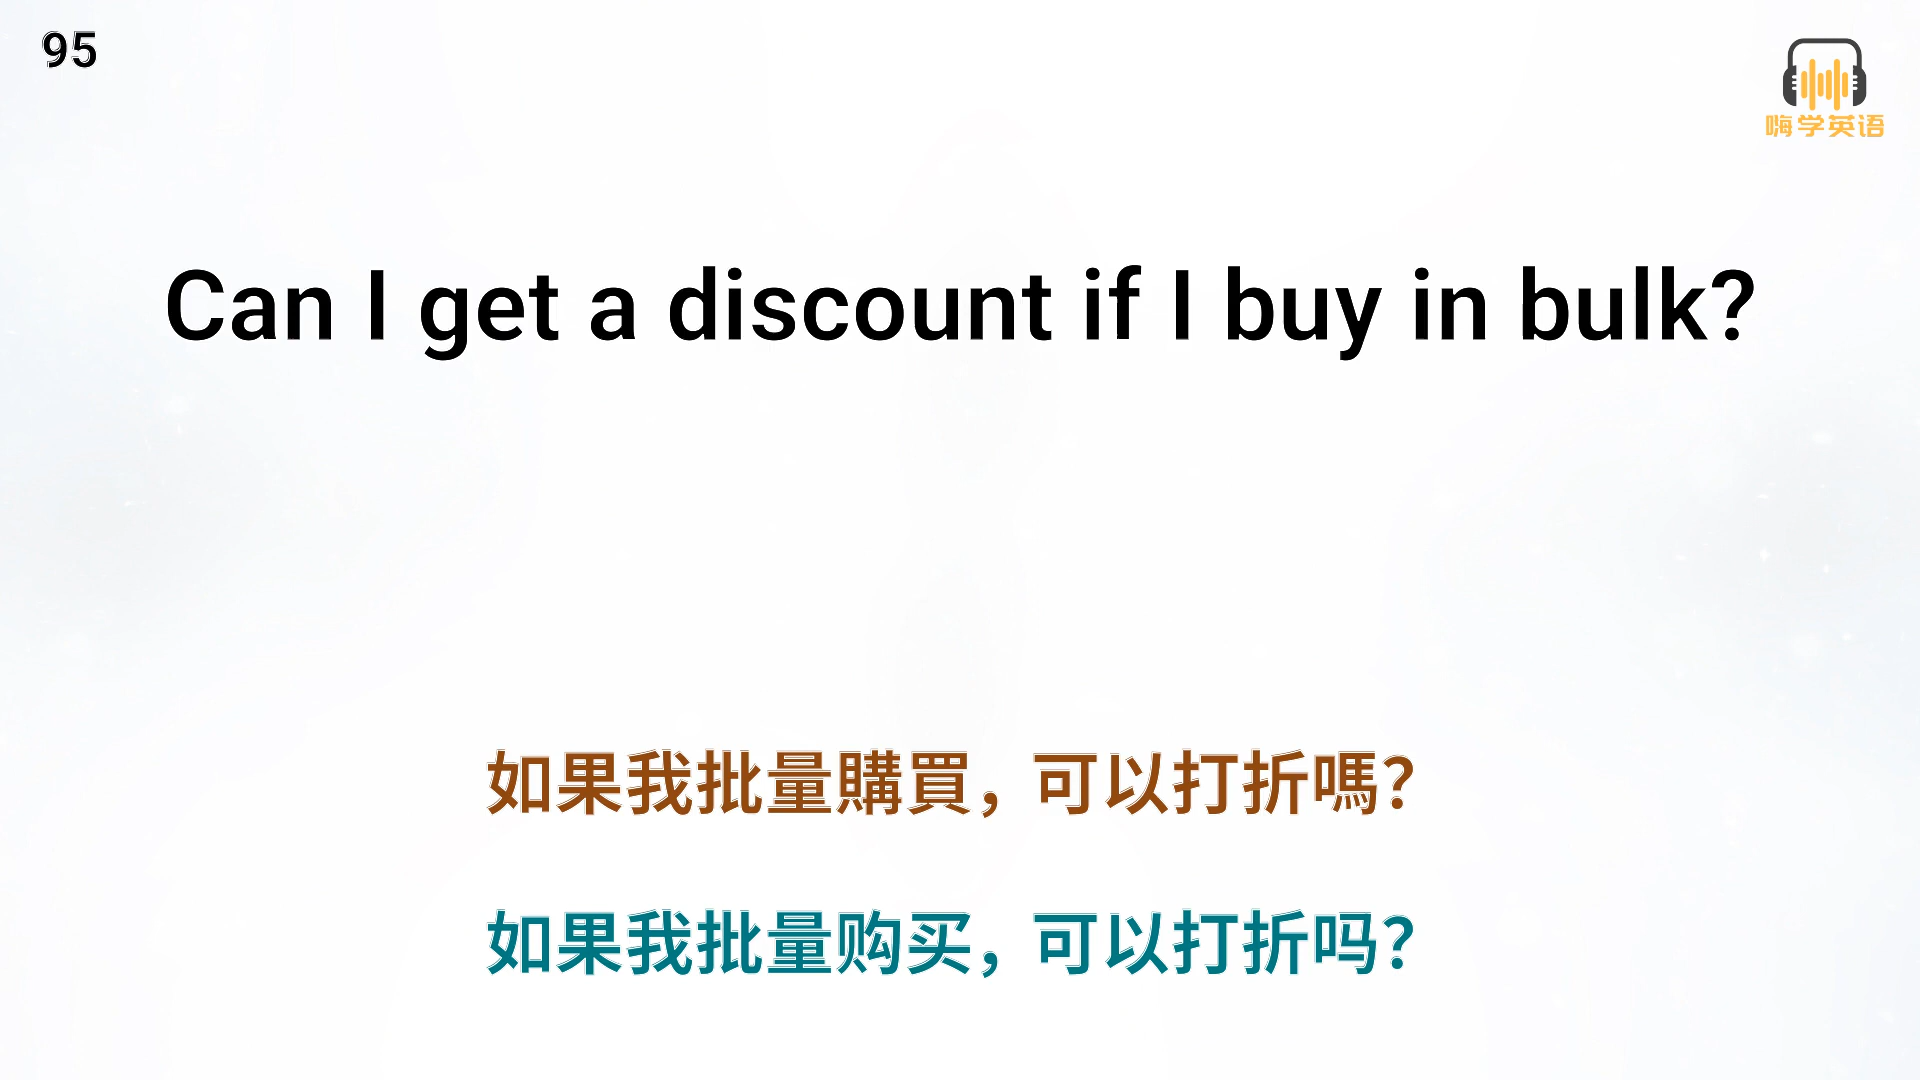 95
嗨学英语
Can I get a discount if I buy in bulk?
如果我批量購買，可以打折嗎？
如果我批量购买，可以打折吗？